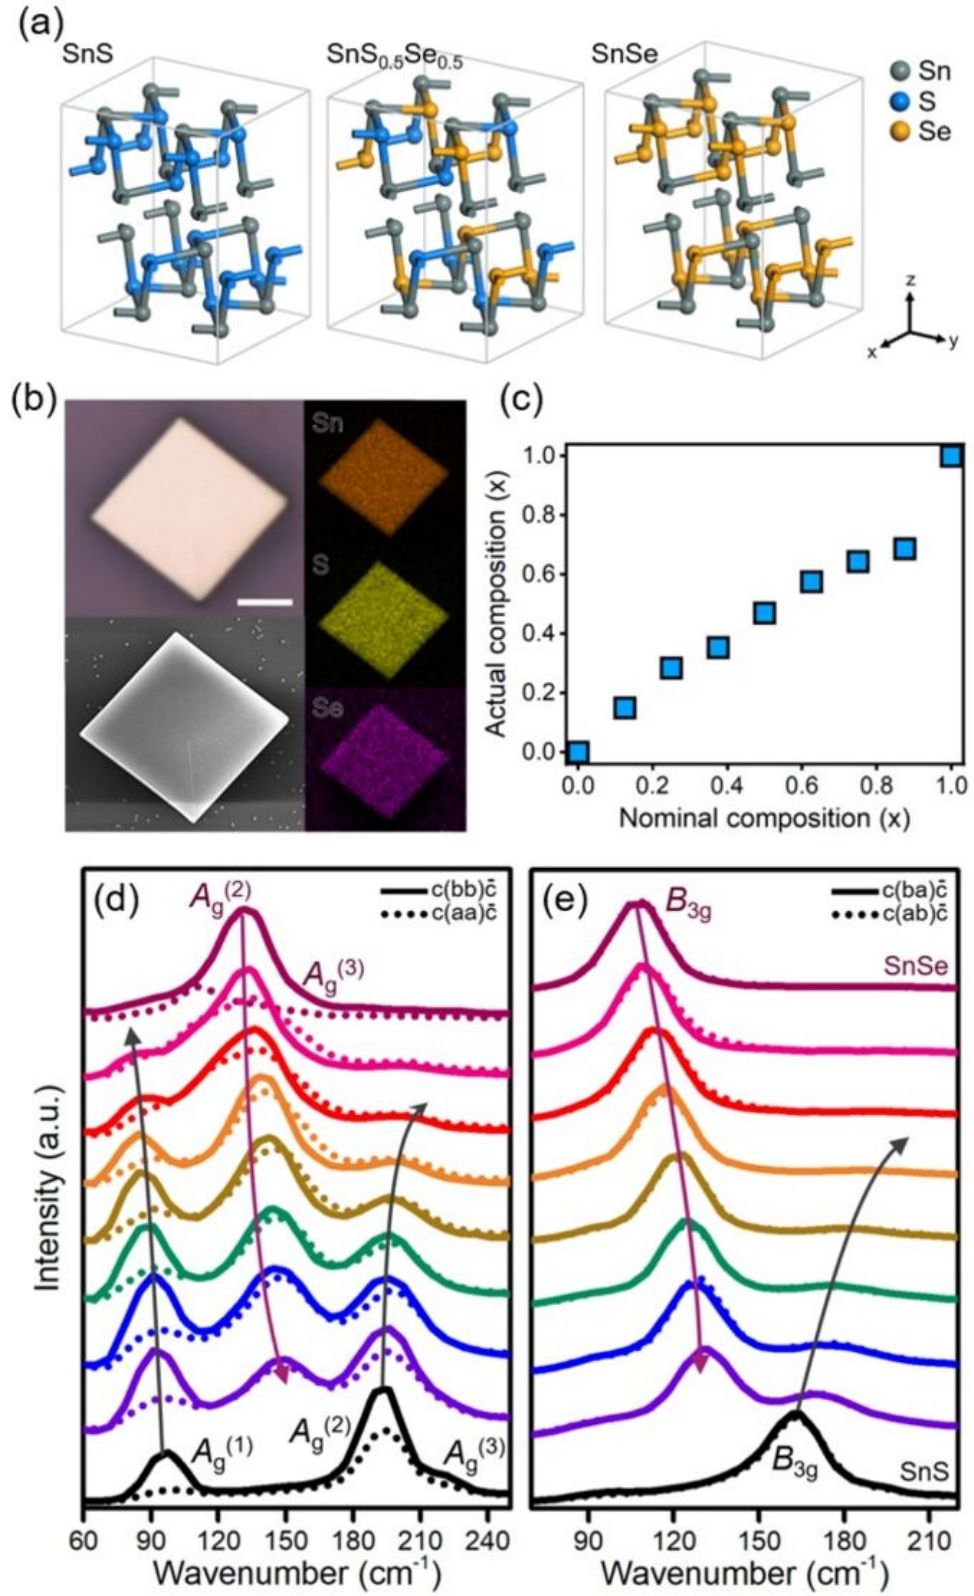 (a)
SnS
SnS₀.₅Se₀.₅
SnSe
Sn
S
Se
z
x
y
(b)
Sn
S
Se
(c)
Actual composition (x)
1.0
0.8
0.6
0.4
0.2
0.0
0.0 0.2 0.4 0.6 0.8 1.0
Nominal composition (x)
(d)
c(bb)c̄
c(aa)c̄
Ag⁽²⁾
Ag⁽³⁾
Ag⁽¹⁾
Ag⁽²⁾
Ag⁽³⁾
Intensity (a.u.)
60 90 120 150 180 210 240
Wavenumber (cm⁻¹)
(e)
c(ba)c̄
c(ab)c̄
B₃g
SnSe
B₃g
SnS
90 120 150 180 210
Wavenumber (cm⁻¹)